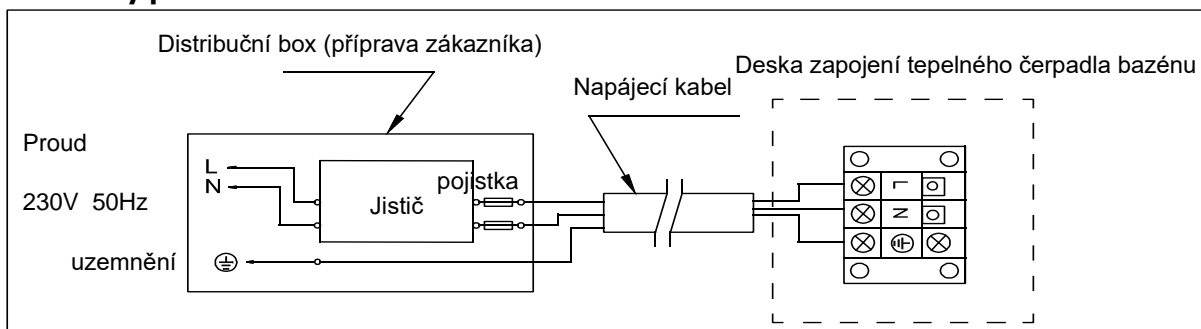 Distribuční box (příprava zákazníka)
Deska zapojení tepelného čerpadla bazénu
Napájecí kabel
Proud
230V 50Hz
L
N
pojistka
Jistič
uzemnění
L
N